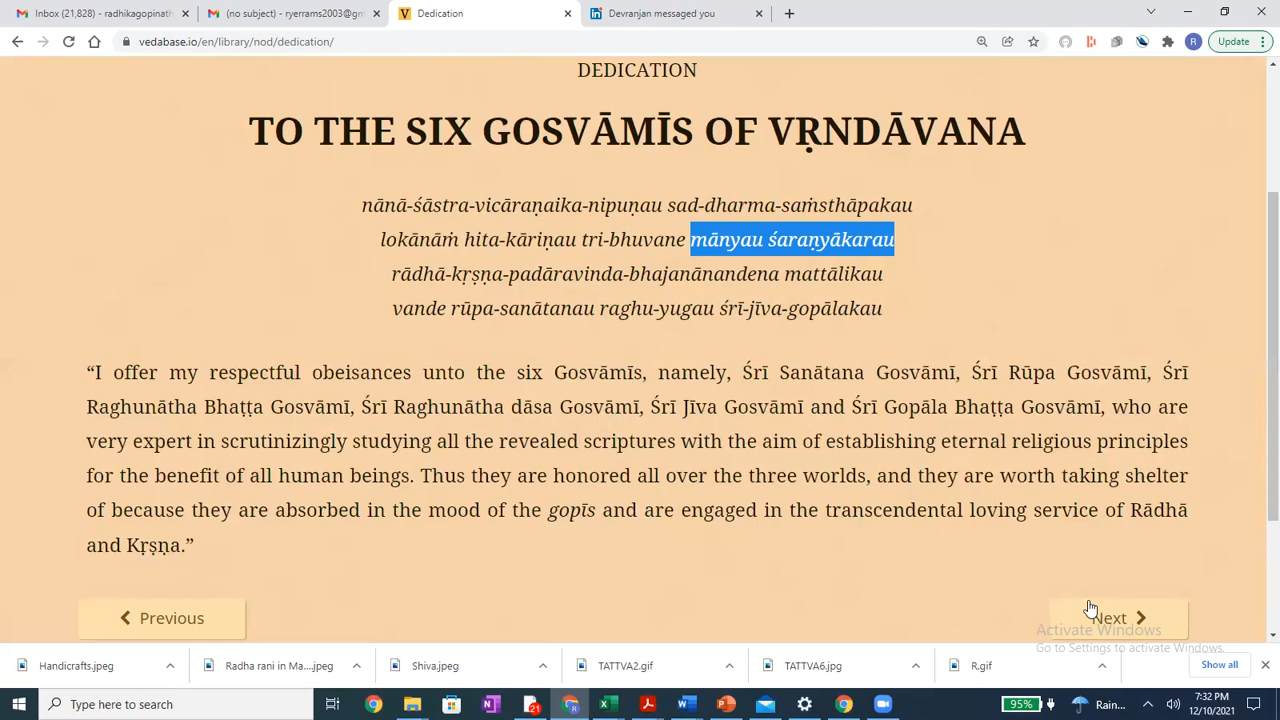 Inbox (21,828) - radhikagopinath
(no subject) - ryerrams2003@gm
Dedication
Devranjan messaged you
vedabase.io/en/library/nod/dedication/
R
Update
DEDICATION
TO THE SIX GOSVĀMĪS OF VṚNDĀVANA
nānā-śāstra-vicāraṇaika-nipuṇau sad-dharma-saṁsthāpakau
lokānāṁ hita-kāriṇau tri-bhuvane mānyau śaraṇyākarau
rādhā-kṛṣṇa-padāravinda-bhajanānandena mattālikau
vande rūpa-sanātanau raghu-yugau śrī-jīva-gopālakau
“I offer my respectful obeisances unto the six Gosvāmīs, namely, Śrī Sanātana Gosvāmī, Śrī Rūpa Gosvāmī, Śrī
Raghunātha Bhaṭṭa Gosvāmī, Śrī Raghunātha dāsa Gosvāmī, Śrī Jīva Gosvāmī and Śrī Gopāla Bhaṭṭa Gosvāmī, who are
very expert in scrutinizingly studying all the revealed scriptures with the aim of establishing eternal religious principles
for the benefit of all human beings. Thus they are honored all over the three worlds, and they are worth taking shelter
of because they are absorbed in the mood of the gopīs and are engaged in the transcendental loving service of Rādhā
and Kṛṣṇa.”
Previous
Next
Activate Windows
Go to Settings to activate Windows.
Handicrafts.jpeg
Radha rani in Ma....jpeg
Shiva.jpeg
TATTVA2.gif
TATTVA6.jpg
R.gif
Show all
Type here to search
21
95%
Rain...
7:32 PM
12/10/2021